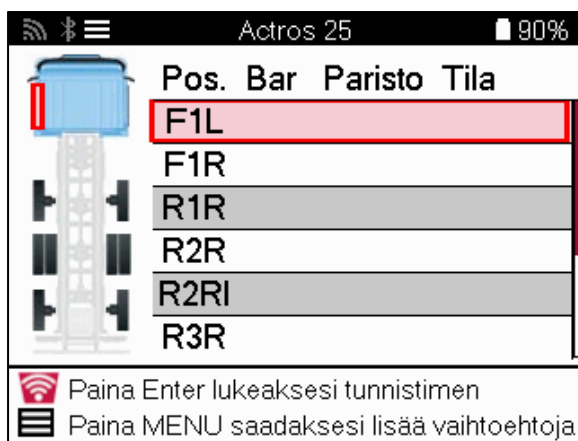 Actros 25 90%
Pos. Bar Paristo Tila
F1L
F1R
R1R
R2R
R2RI
R3R
Paina Enter lukeaksesi tunnistimen
Paina MENU saadaksesi lisää vaihtoehtoja